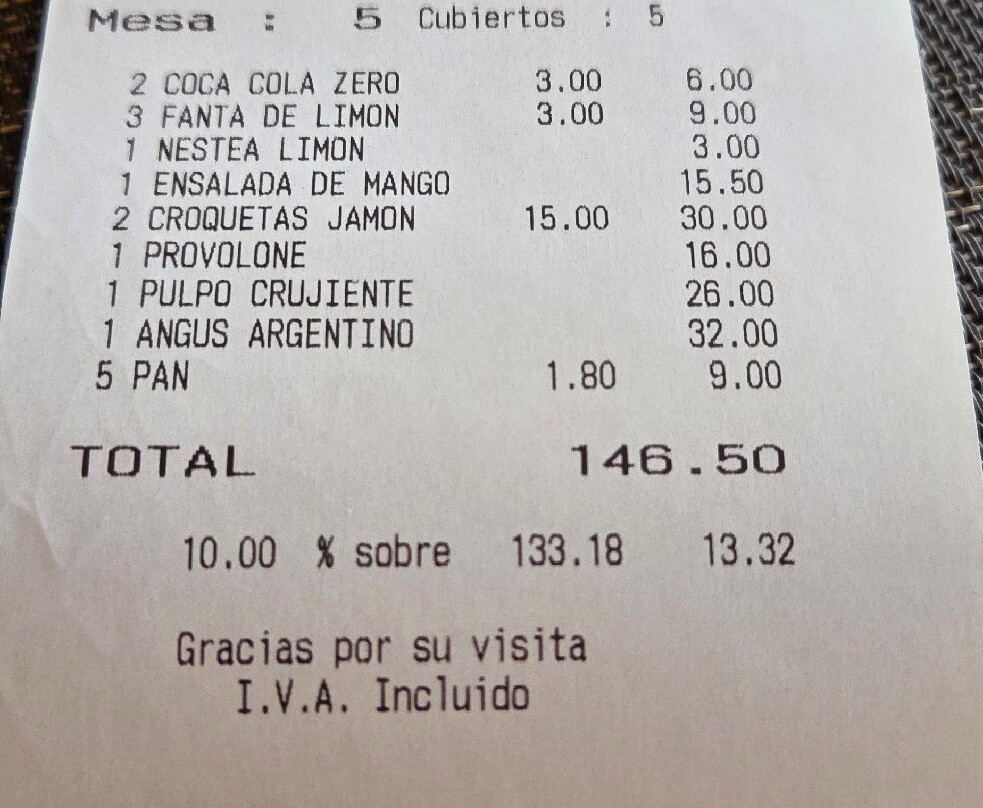 Mesa : 5 Cubiertos : 5
2 COCA COLA ZERO 3.00 6.00
3 FANTA DE LIMON 3.00 9.00
1 NESTEA LIMON 3.00
1 ENSALADA DE MANGO 15.50
2 CROQUETAS JAMON 15.00 30.00
1 PROVOLONE 16.00
1 PULPO CRUJIENTE 26.00
1 ANGUS ARGENTINO 32.00
5 PAN 1.80 9.00
TOTAL 146.50
10.00 % sobre 133.18 13.32
Gracias por su visita
I.V.A. Incluido